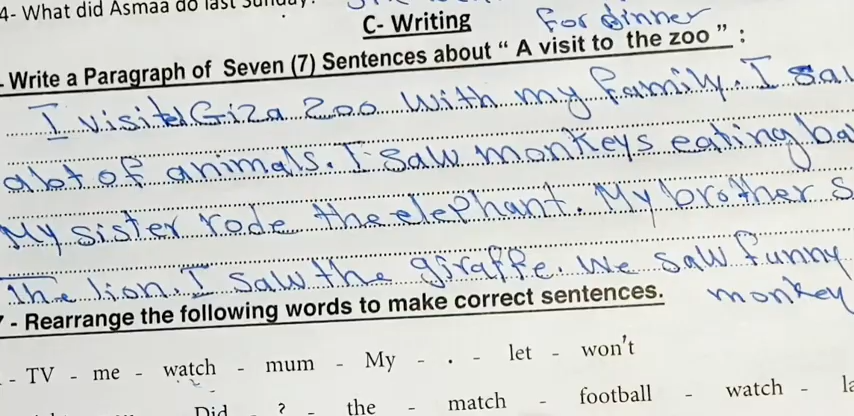 4- What did Asmaa do last Sunday?
C- Writing
For dinner
Write a Paragraph of Seven (7) Sentences about “ A visit to the zoo ” :
I visited Giza Zoo with my family. I
alot of animals. I saw monkeys eating
My sister rode the elephant. My brother
The lion. I saw the giraffe. We saw funny
monkey
- Rearrange the following words to make correct sentences.
- TV - me - watch - mum - My - . - let - won't
Did - ? - the - match - football - watch -